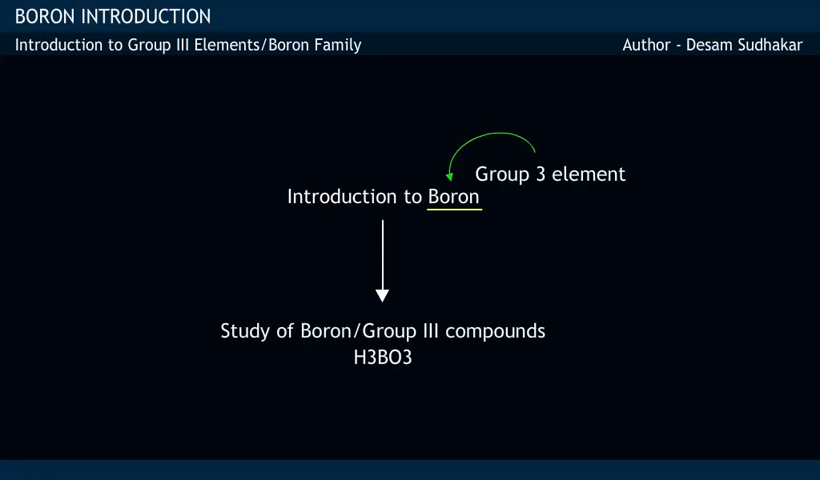 BORON INTRODUCTION
Introduction to Group III Elements/Boron Family
Author - Desam Sudhakar
Group 3 element
Introduction to Boron
Study of Boron/Group III compounds
H3BO3